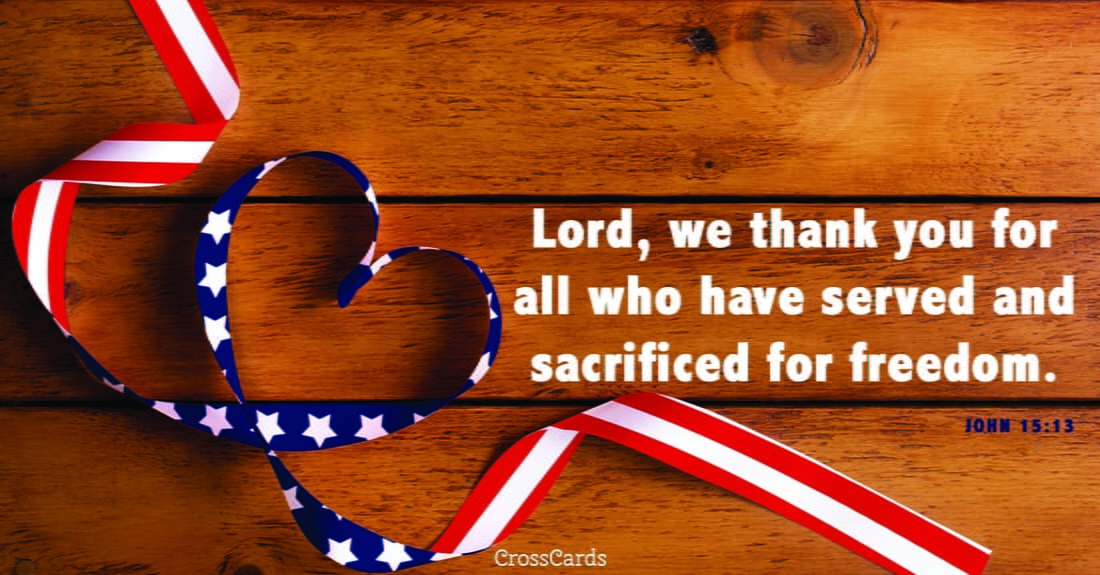 Lord, we thank you for
all who have served and
sacrificed for freedom.
JOHN 15:13
CrossCards